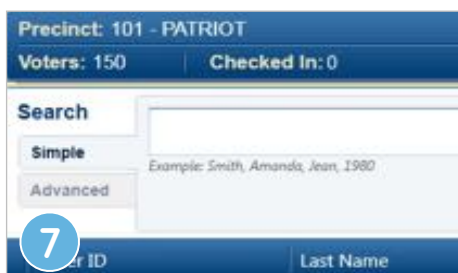 Precinct: 101 - PATRIOT
Voters: 150 Checked In: 0
Search
Simple
Example: Smith, Amanda, Jean, 1980
Advanced
7
ID Last Name